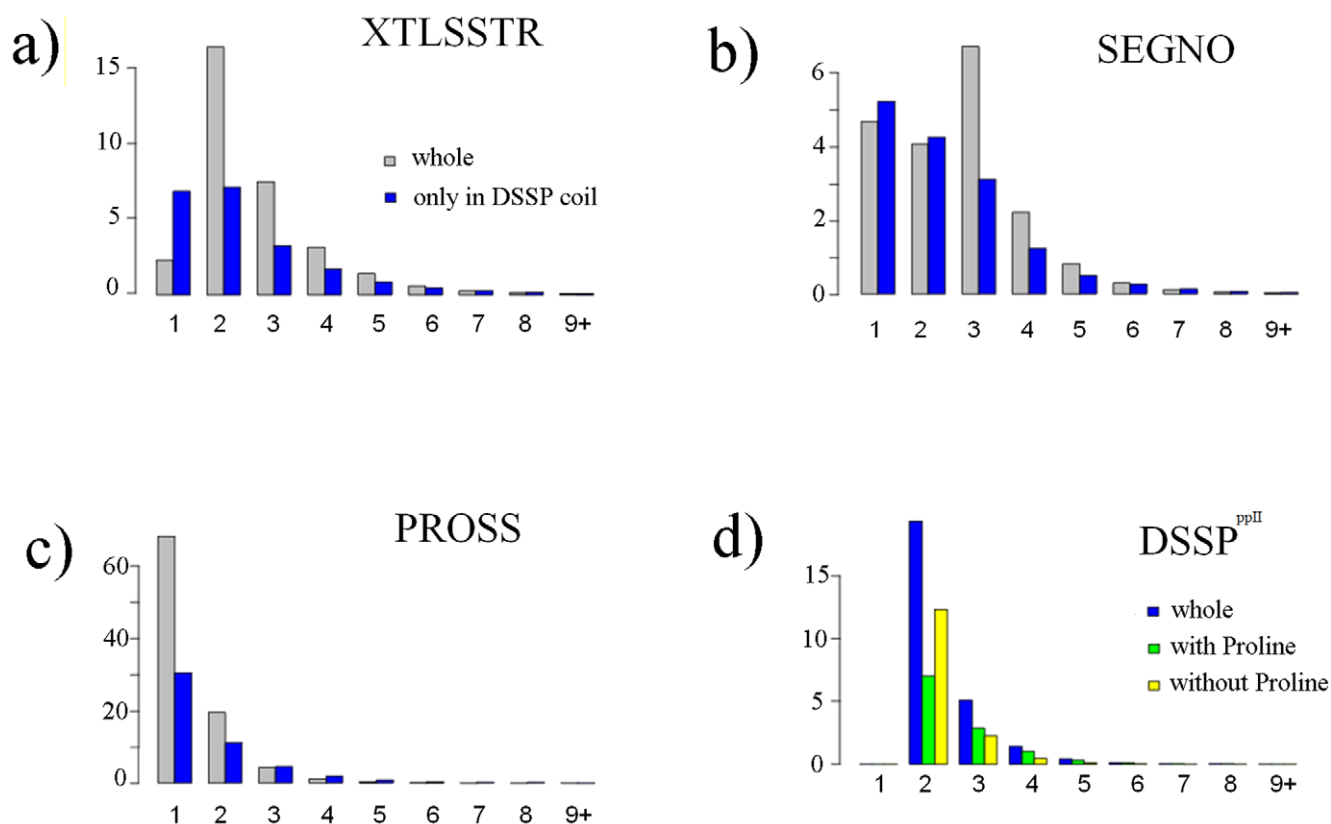 a)
XTLSSTR
15
10
5
0
whole
only in DSSP coil
1 2 3 4 5 6 7 8 9+
b)
SEGNO
6
4
2
0
1 2 3 4 5 6 7 8 9+
c)
PROSS
60
40
20
0
1 2 3 4 5 6 7 8 9+
d)
DSSP ppII
15
10
5
0
whole
with Proline
without Proline
1 2 3 4 5 6 7 8 9+